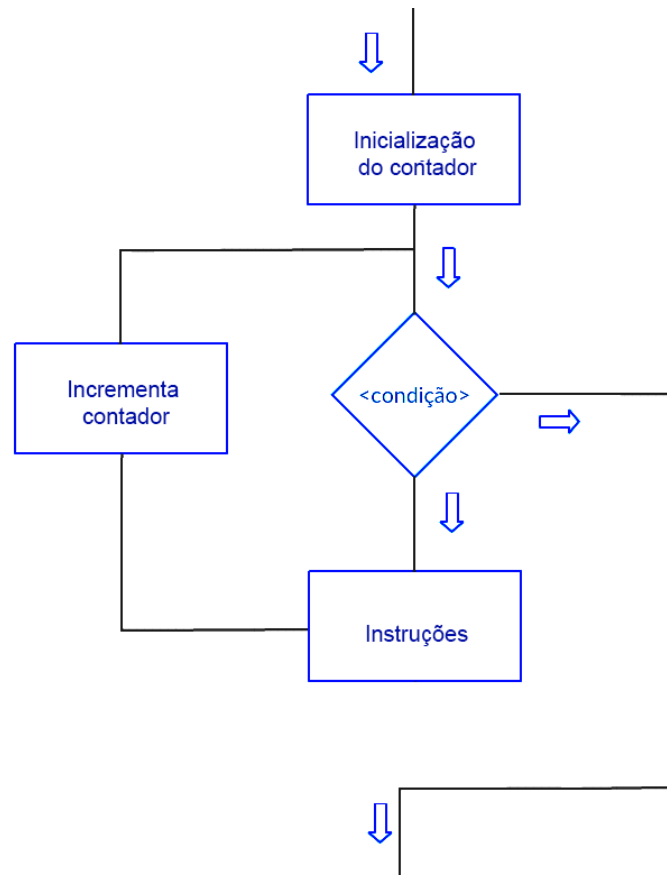 Inicialização
do contador
<condição>
Incrementa
contador
Instruções